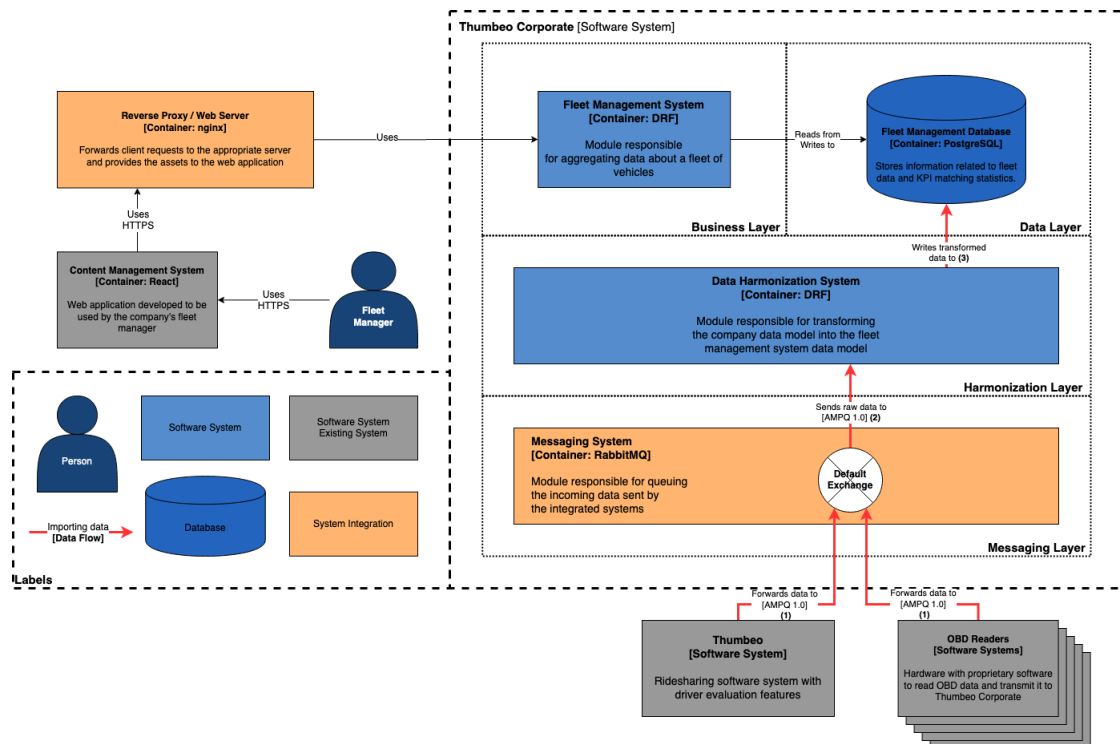 Thumbeo Corporate [Software System]
Reverse Proxy / Web Server
[Container: nginx]
Forwards client requests to the appropriate server
and provides the assets to the web application
Uses
Fleet Management System
[Container: DRF]
Module responsible
for aggregating data about a fleet of
vehicles
Business Layer
Reads from
Writes to
Fleet Management Database
[Container: PostgreSQL]
Stores information related to fleet
data and KPI matching statistics.
Data Layer
Uses
HTTPS
Content Management System
[Container: React]
Web application developed to be
used by the company's fleet
manager
Uses
HTTPS
Fleet
Manager
Writes transformed
data to (3)
Data Harmonization System
[Container: DRF]
Module responsible for transforming
the company data model into the fleet
management system data model
Harmonization Layer
Sends raw data to
[AMPQ 1.0] (2)
Messaging System
[Container: RabbitMQ]
Module responsible for queuing
the incoming data sent by
the integrated systems
Default
Exchange
Messaging Layer
Person
Software System
Software System
Existing System
Importing data
[Data Flow]
Database
System Integration
Labels
Forwards data to
[AMPQ 1.0]
(1)
Forwards data to
[AMPQ 1.0]
(1)
Thumbeo
[Software System]
Ridesharing software system with
driver evaluation features
OBD Readers
[Software Systems]
Hardware with proprietary software
to read OBD data and transmit it to
Thumbeo Corporate